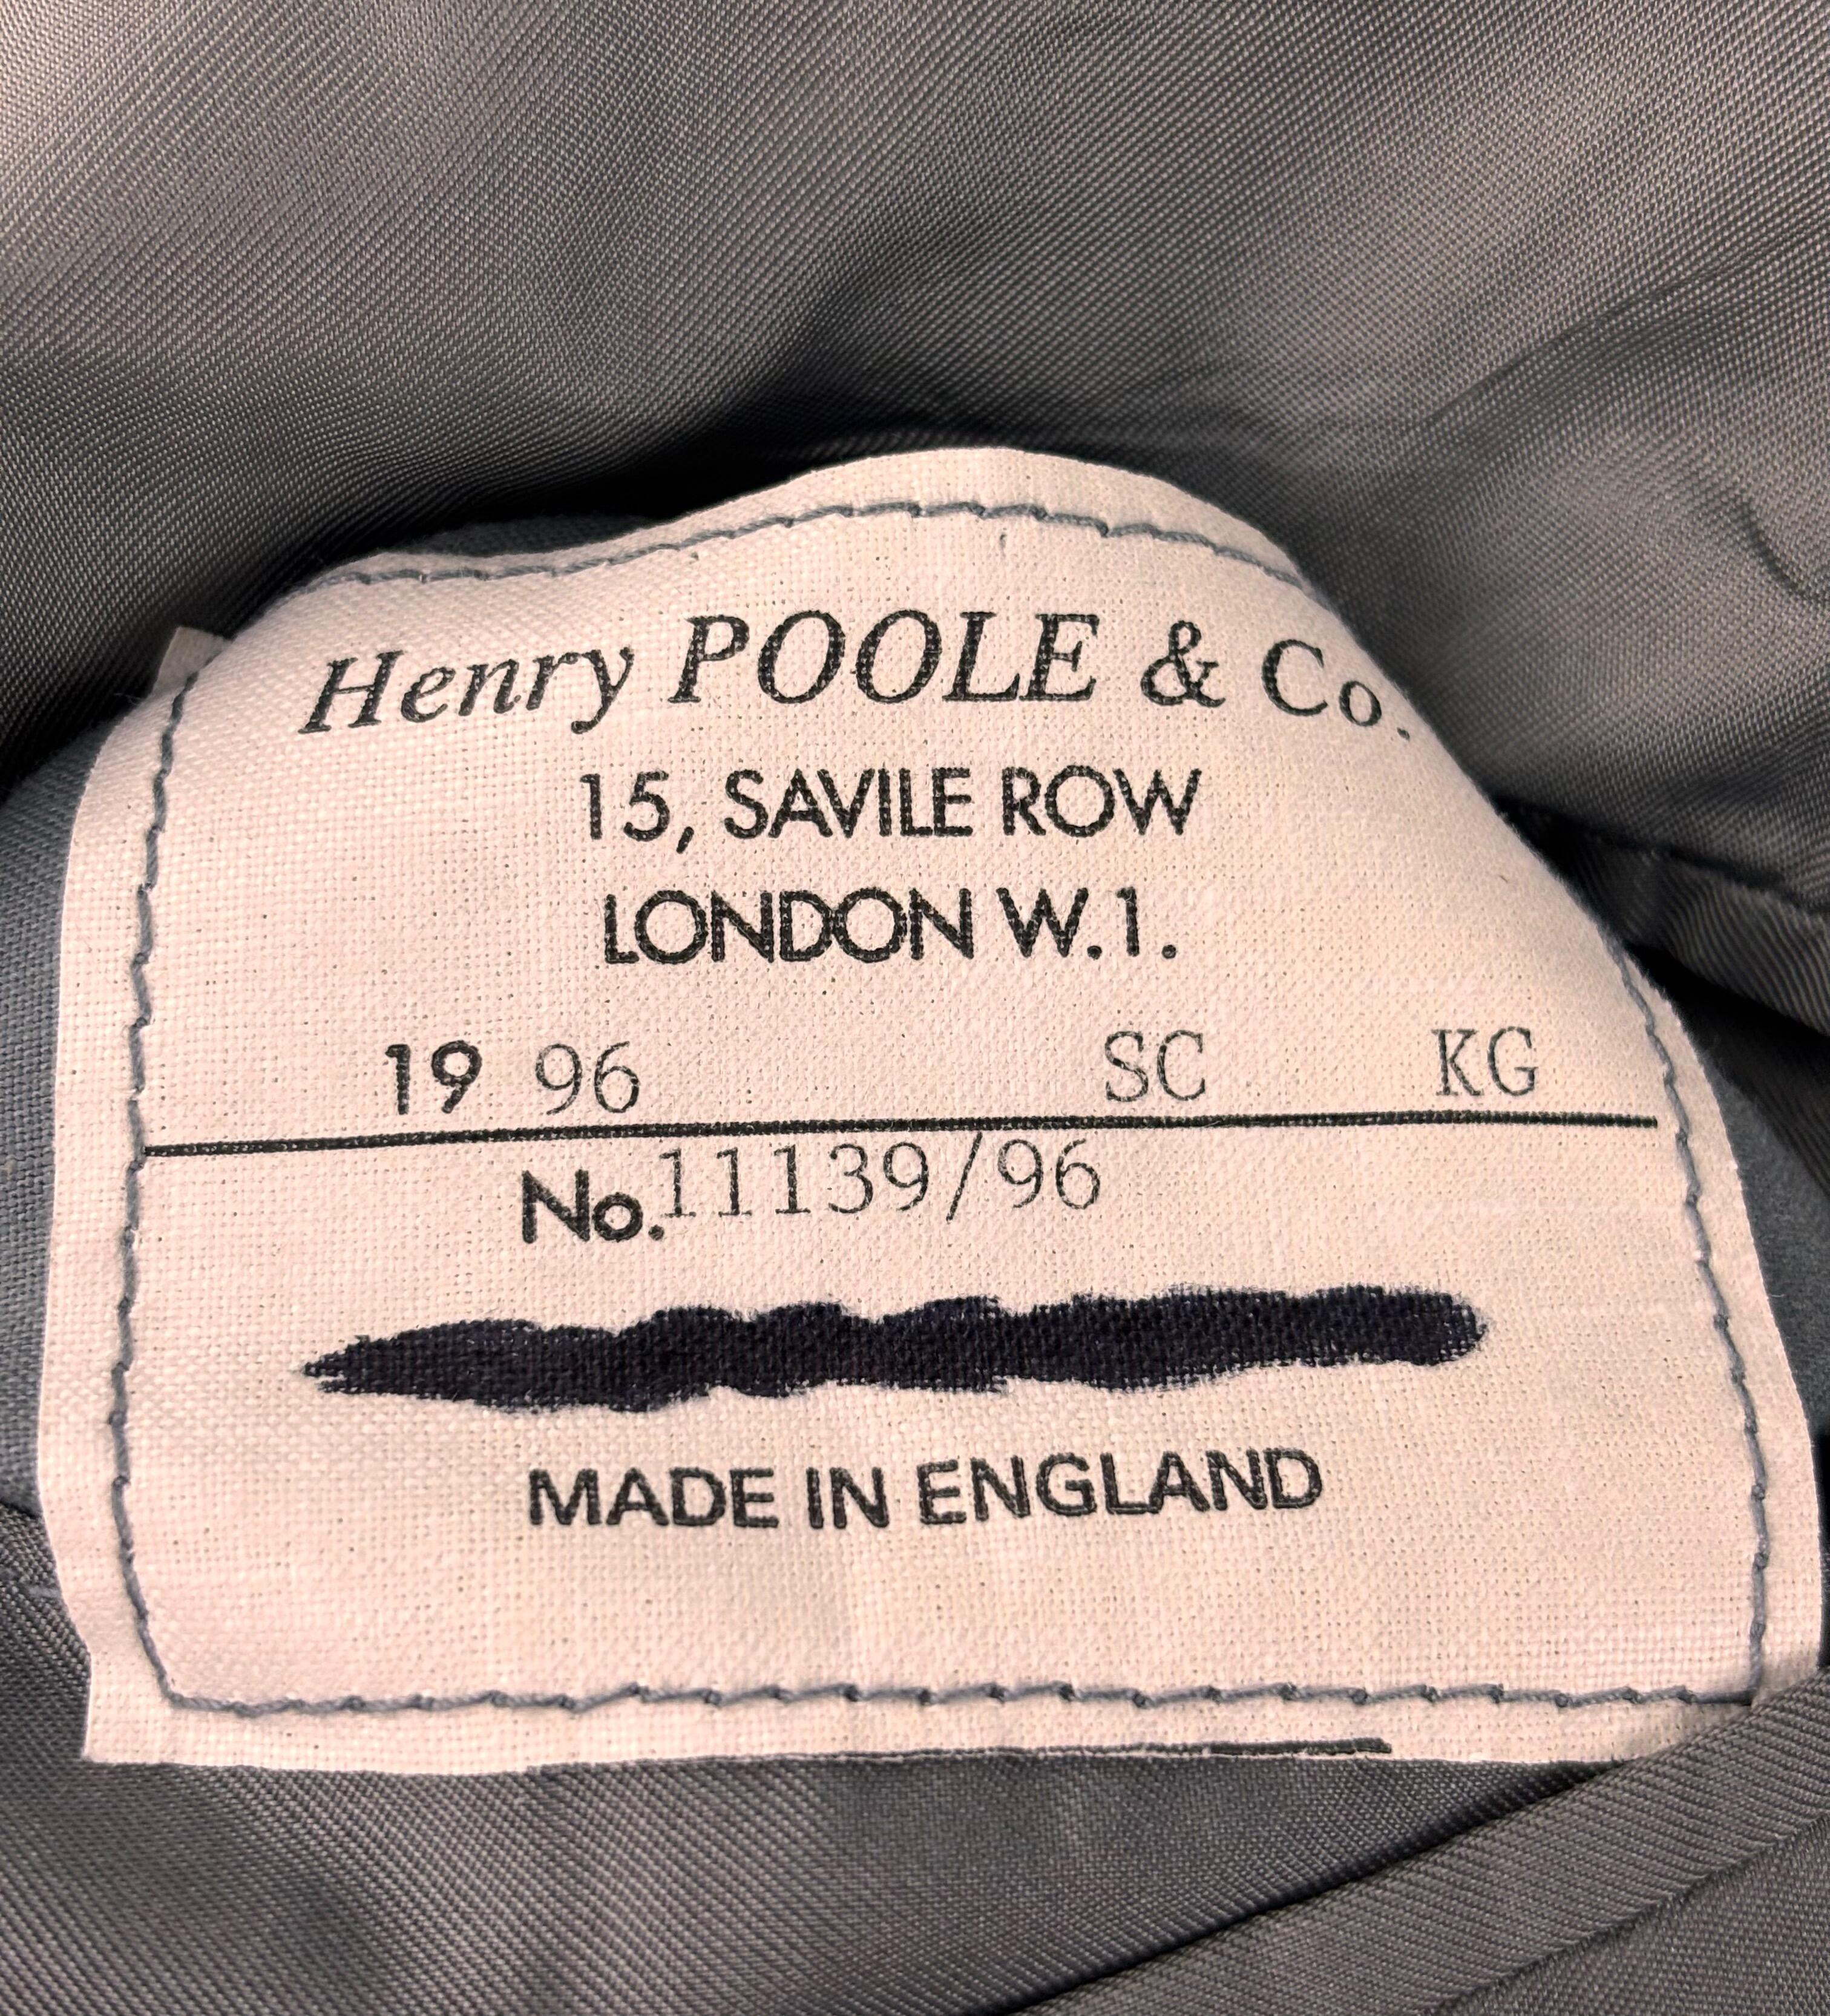 Henry POOLE & Co.
15, SAVILE ROW
LONDON W.1.
19 96 SC KG
No.11139/96
MADE IN ENGLAND